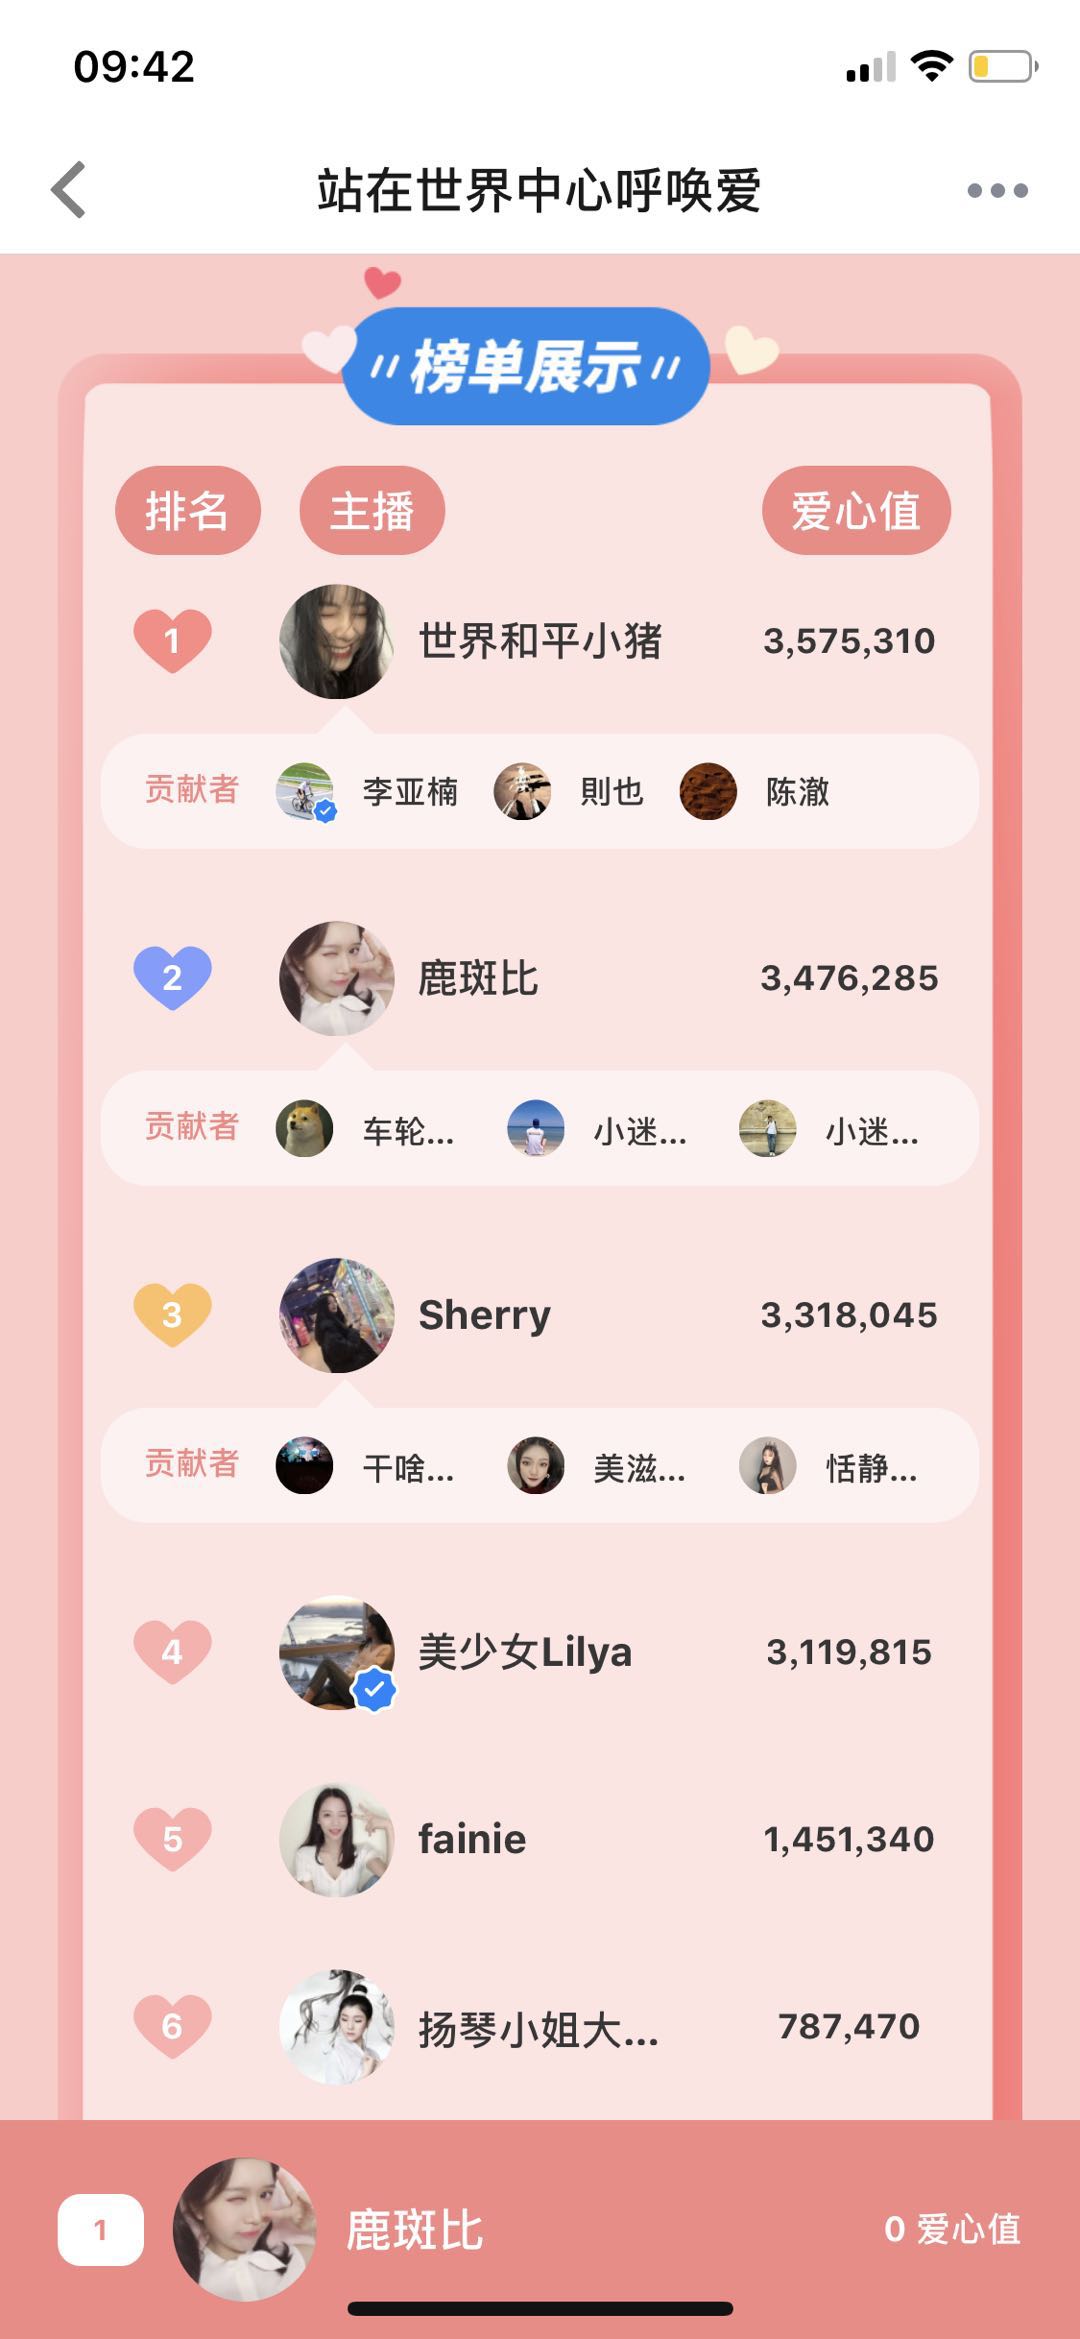 09:42
站在世界中心呼唤爱
榜单展示
排名 主播 爱心值
1 世界和平小猪 3,575,310
贡献者 李亚楠 則也 陈澈
2 鹿斑比 3,476,285
贡献者 车轮... 小迷... 小迷...
3 Sherry 3,318,045
贡献者 干啥... 美滋... 恬静...
4 美少女Lilya 3,119,815
5 fainie 1,451,340
6 扬琴小姐大... 787,470
1 鹿斑比 0 爱心值